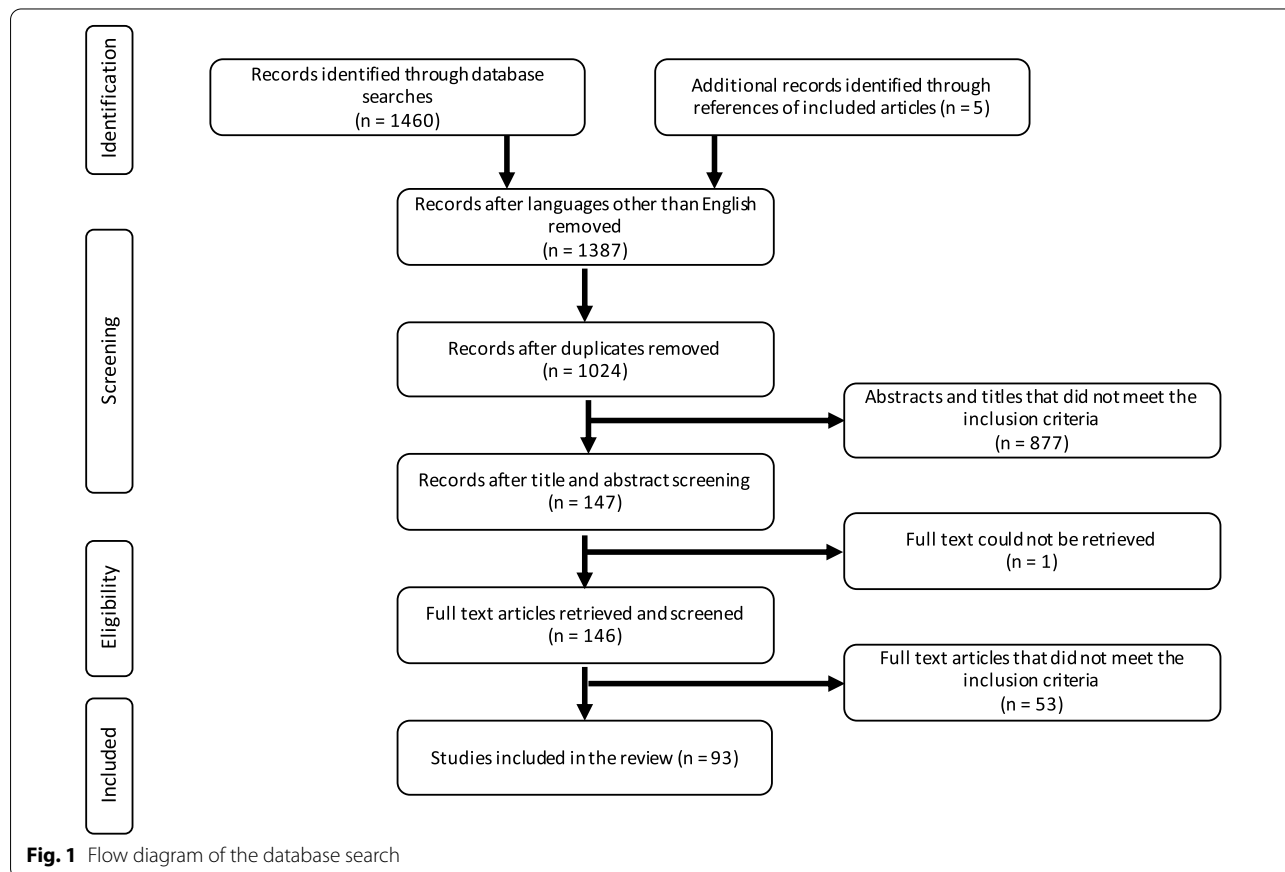 Identification
Records identified through database
searches
(n = 1460)
Additional records identified through
references of included articles (n = 5)
Records after languages other than English
removed
(n = 1387)
Screening
Records after duplicates removed
(n = 1024)
Abstracts and titles that did not meet the
inclusion criteria
(n = 877)
Records after title and abstract screening
(n = 147)
Full text could not be retrieved
(n = 1)
Eligibility
Full text articles retrieved and screened
(n = 146)
Full text articles that did not meet the
inclusion criteria
(n = 53)
Included
Studies included in the review (n = 93)
Fig. 1 Flow diagram of the database search